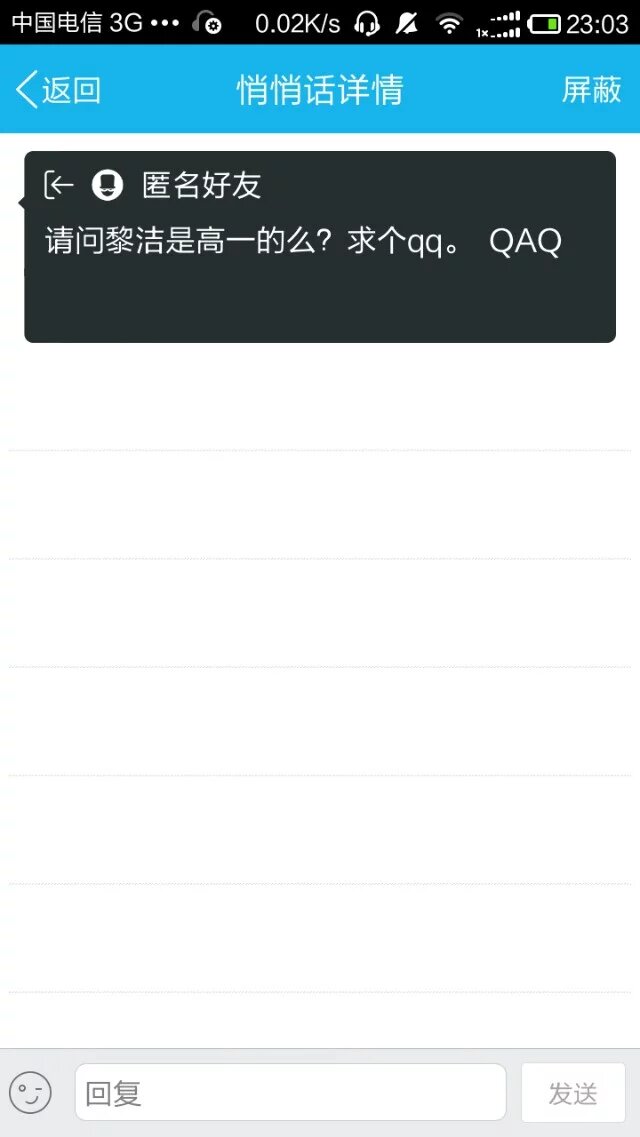 中国电信 3G ••• 0.02K/s 1x 23:03
返回 悄悄话详情 屏蔽
匿名好友
请问黎洁是高一的么？求个qq。 QAQ
回复 发送